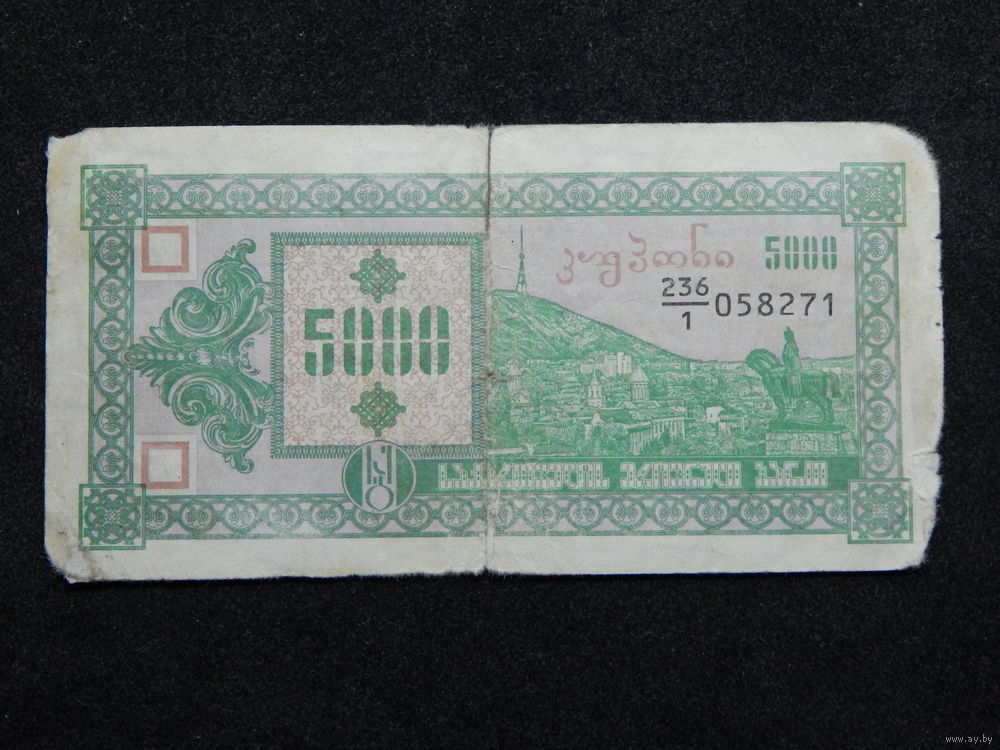 კუპონი 5000
236
1 058271
5000
საქართველოს ეროვნული ბანკი
www.ay.by